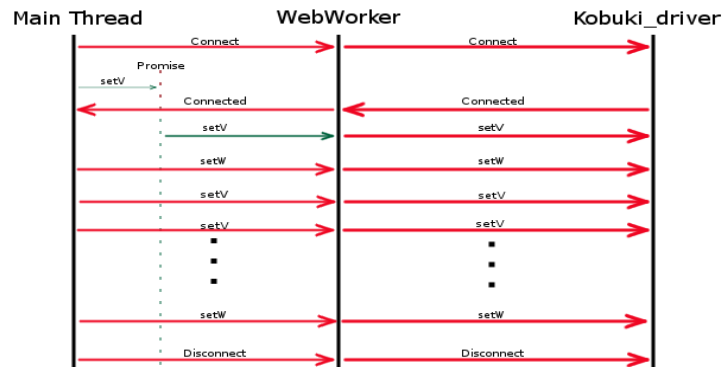 Main Thread WebWorker Kobuki_driver
Connect Connect
Promise
setV
Connected Connected
setV setV
setW setW
setV setV
setV setV
setW setW
Disconnect Disconnect